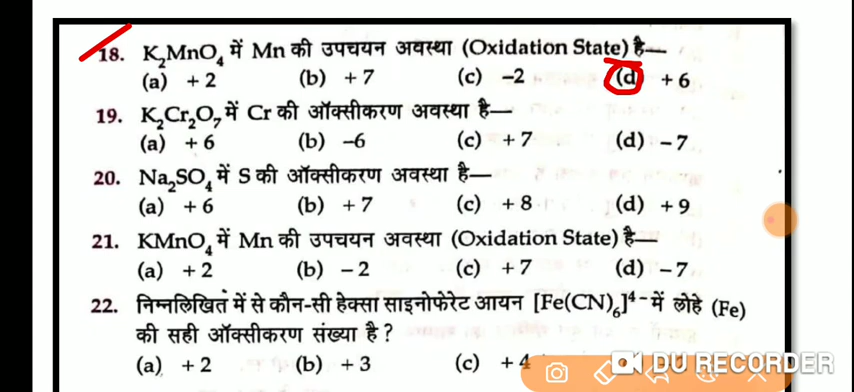 18. K₂MnO₄ में Mn की उपचयन अवस्था (Oxidation State) है—
(a) +2 (b) +7 (c) –2 (d) +6
19. K₂Cr₂O₇ में Cr की ऑक्सीकरण अवस्था है—
(a) +6 (b) –6 (c) +7 (d) –7
20. Na₂SO₄ में S की ऑक्सीकरण अवस्था है—
(a) +6 (b) +7 (c) +8 (d) +9
21. KMnO₄ में Mn की उपचयन अवस्था (Oxidation State) है—
(a) +2 (b) –2 (c) +7 (d) –7
22. निम्नलिखित में से कौन-सी हेक्सा साइनोफेरेट आयन [Fe(CN)₆]⁴⁻ में लोहे (Fe)
की सही ऑक्सीकरण संख्या है?
(a) +2 (b) +3 (c) +4
DU RECORDER